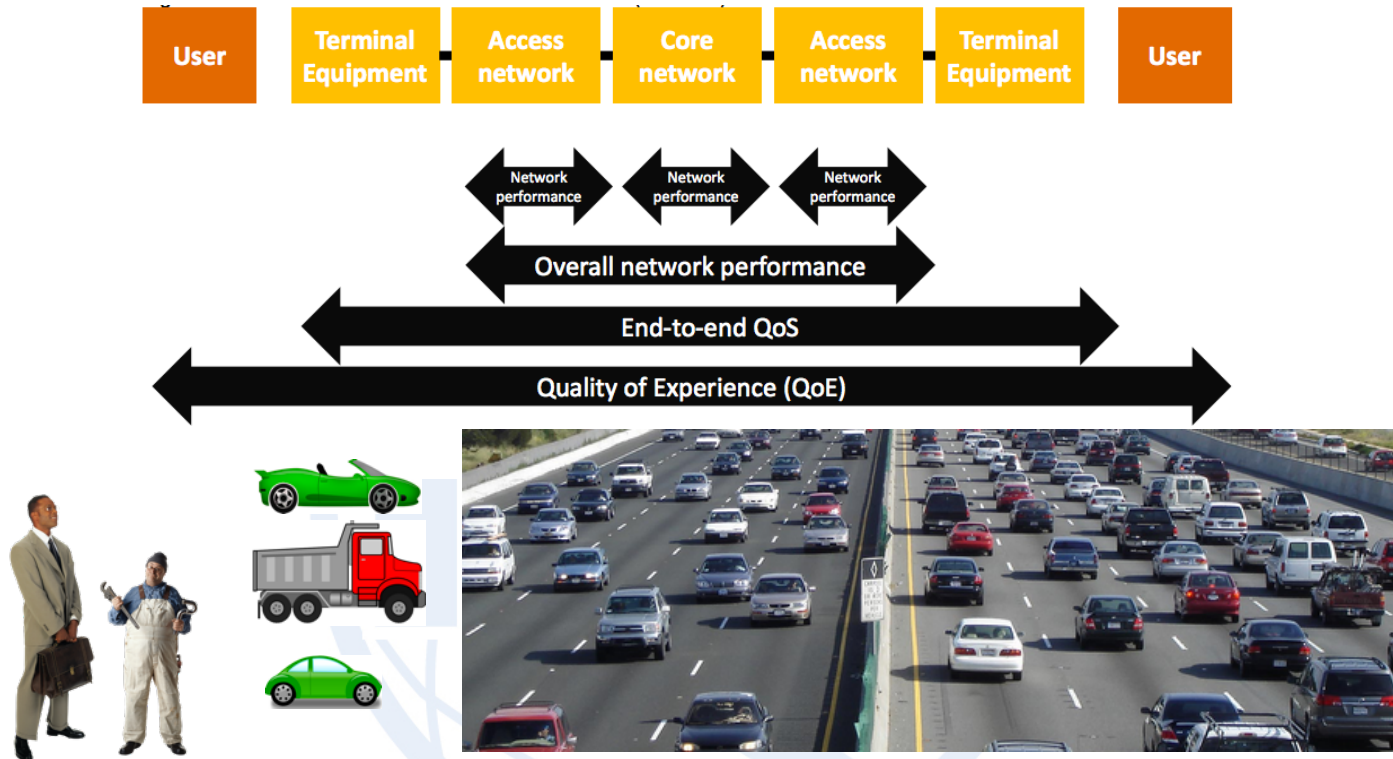 User
Terminal
Equipment
Access
network
Core
network
Access
network
Terminal
Equipment
User
Network
performance
Network
performance
Network
performance
Overall network performance
End-to-end QoS
Quality of Experience (QoE)